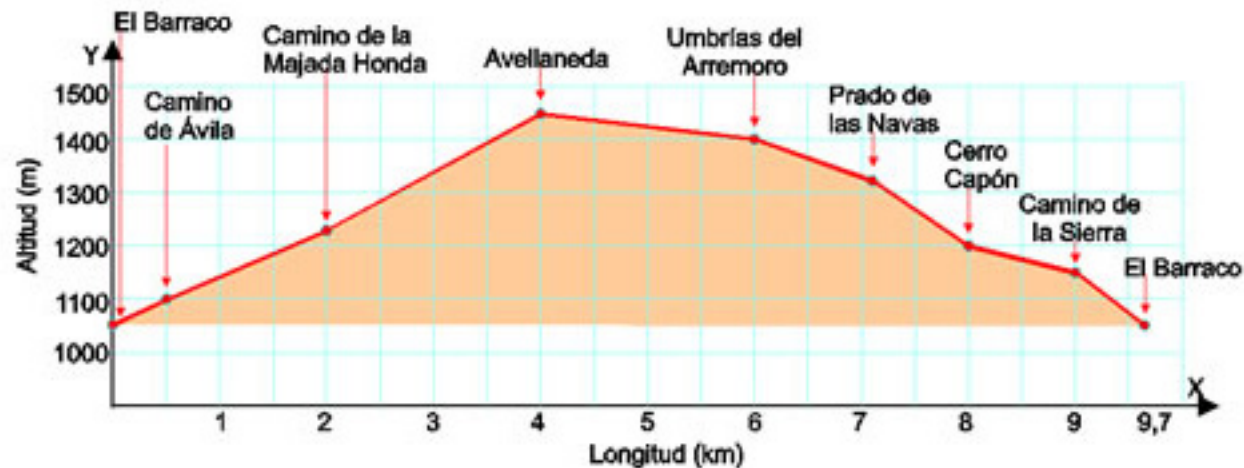 El Barraco
Camino
de Ávila
Camino de la
Majada Honda
Avellaneda
Umbrías del
Arremoro
Prado de
las Navas
Cerro
Capón
Camino de
la Sierra
El Barraco
Y
1500
1400
1300
1200
1100
1000
Altitud (m)
1 2 3 4 5 6 7 8 9 9,7
X
Longitud (km)